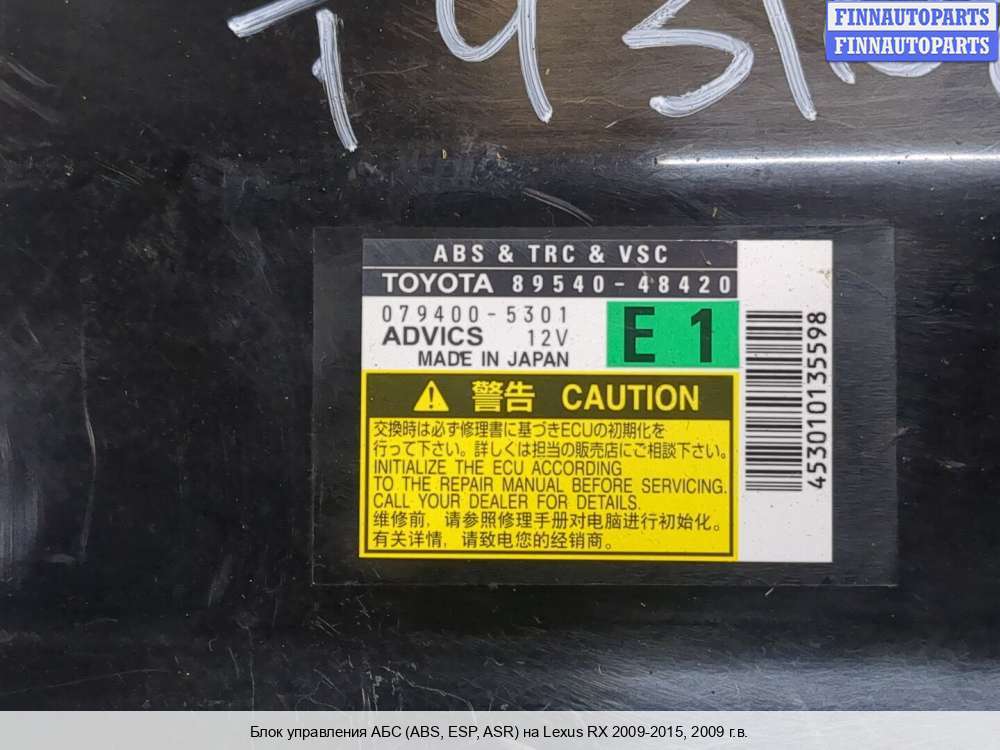 FINNAUTOPARTS
FINNAUTOPARTS
ABS & TRC & VSC
TOYOTA 89540-48420
079400-5301
ADVICS 12V
MADE IN JAPAN
E 1
453010135598
警告 CAUTION
交換時は必ず修理書に基づきECUの初期化を
行って下さい。詳しくは担当の販売店にご相談下さい。
INITIALIZE THE ECU ACCORDING
TO THE REPAIR MANUAL BEFORE SERVICING.
CALL YOUR DEALER FOR DETAILS.
维修前，请参照修理手册对电脑进行初始化。
有关详情，请致电您的经销商。
Блок управления АБС (ABS, ESP, ASR) на Lexus RX 2009-2015, 2009 г.в.